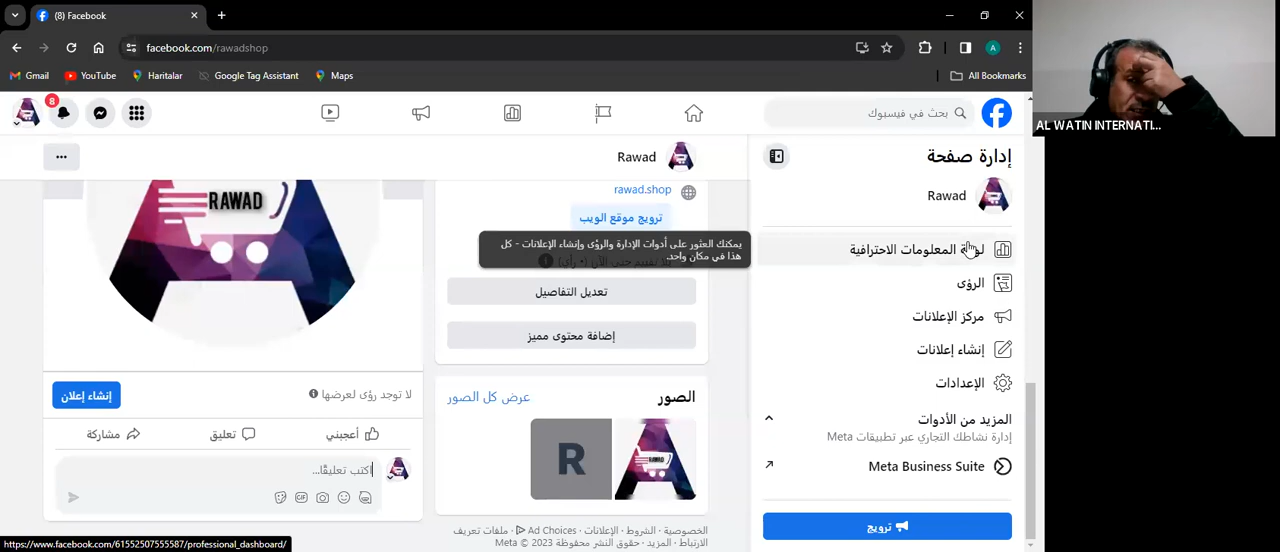 (8) Facebook
facebook.com/rawadshop
Gmail
YouTube
Haritalar
Google Tag Assistant
Maps
All Bookmarks
AL WATIN INTERNATI...
8
بحث في فيسبوك
Rawad
إدارة صفحة
Rawad
لوحة المعلومات الاحترافية
الرؤى
مركز الإعلانات
إنشاء إعلانات
الإعدادات
المزيد من الأدوات
إدارة نشاطك التجاري عبر تطبيقات Meta
Meta Business Suite
ترويج
rawad.shop
ترويج موقع الويب
يمكنك العثور على أدوات الإدارة والرؤى وإنشاء الإعلانات - كل
هذا في مكان واحد.
تعديل التفاصيل
إضافة محتوى مميز
الصور
عرض كل الصور
R
RAWAD
الخصوصية · الشروط · الإعلانات · Ad Choices · ملفات تعريف
الارتباط · المزيد · حقوق النشر محفوظة © Meta 2023
RAWAD
لا توجد رؤى لعرضها
إنشاء إعلان
أعجبني
تعليق
مشاركة
اكتب تعليقًا...
GIF
https://www.facebook.com/61552507555587/professional_dashboard/